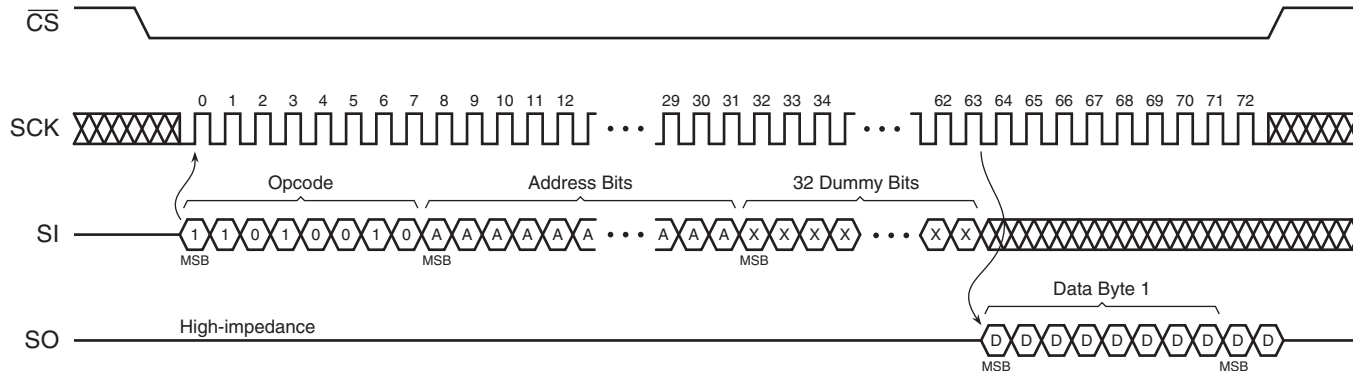 CS
0 1 2 3 4 5 6 7 8 9 10 11 12 29 30 31 32 33 34 62 63 64 65 66 67 68 69 70 71 72
SCK
Opcode Address Bits 32 Dummy Bits
SI 1 1 0 1 0 0 1 0 A A A A A A A A A X X X X X X
MSB MSB MSB
Data Byte 1
High-impedance
SO D D D D D D D D D D
MSB MSB